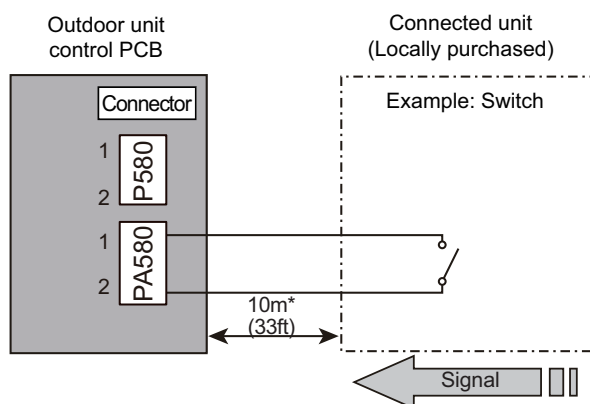 Outdoor unit
control PCB
Connected unit
(Locally purchased)
Connector
Example: Switch
1
2
P580
1
2
PA580
10m*
(33ft)
Signal